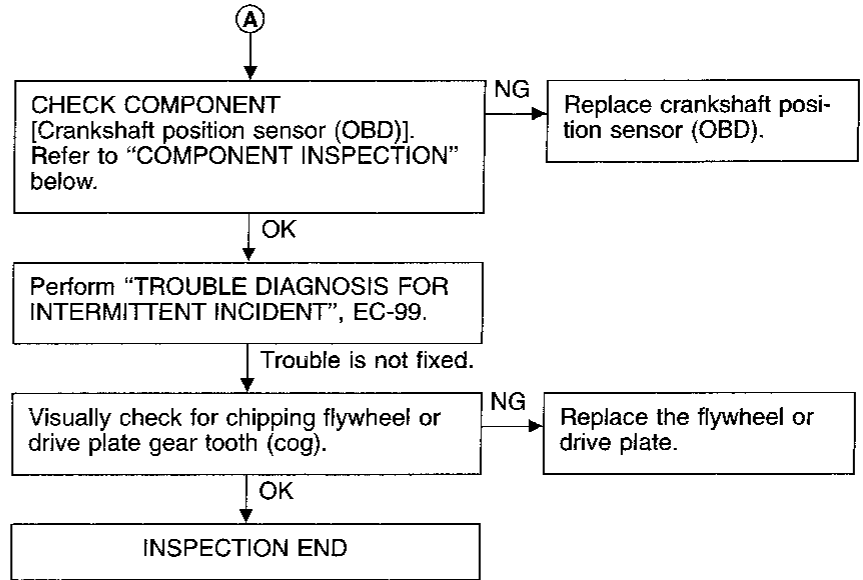 A
CHECK COMPONENT
[Crankshaft position sensor (OBD)].
Refer to “COMPONENT INSPECTION”
below.
NG
Replace crankshaft posi-
tion sensor (OBD).
OK
Perform “TROUBLE DIAGNOSIS FOR
INTERMITTENT INCIDENT”, EC-99.
Trouble is not fixed.
Visually check for chipping flywheel or
drive plate gear tooth (cog).
NG
Replace the flywheel or
drive plate.
OK
INSPECTION END